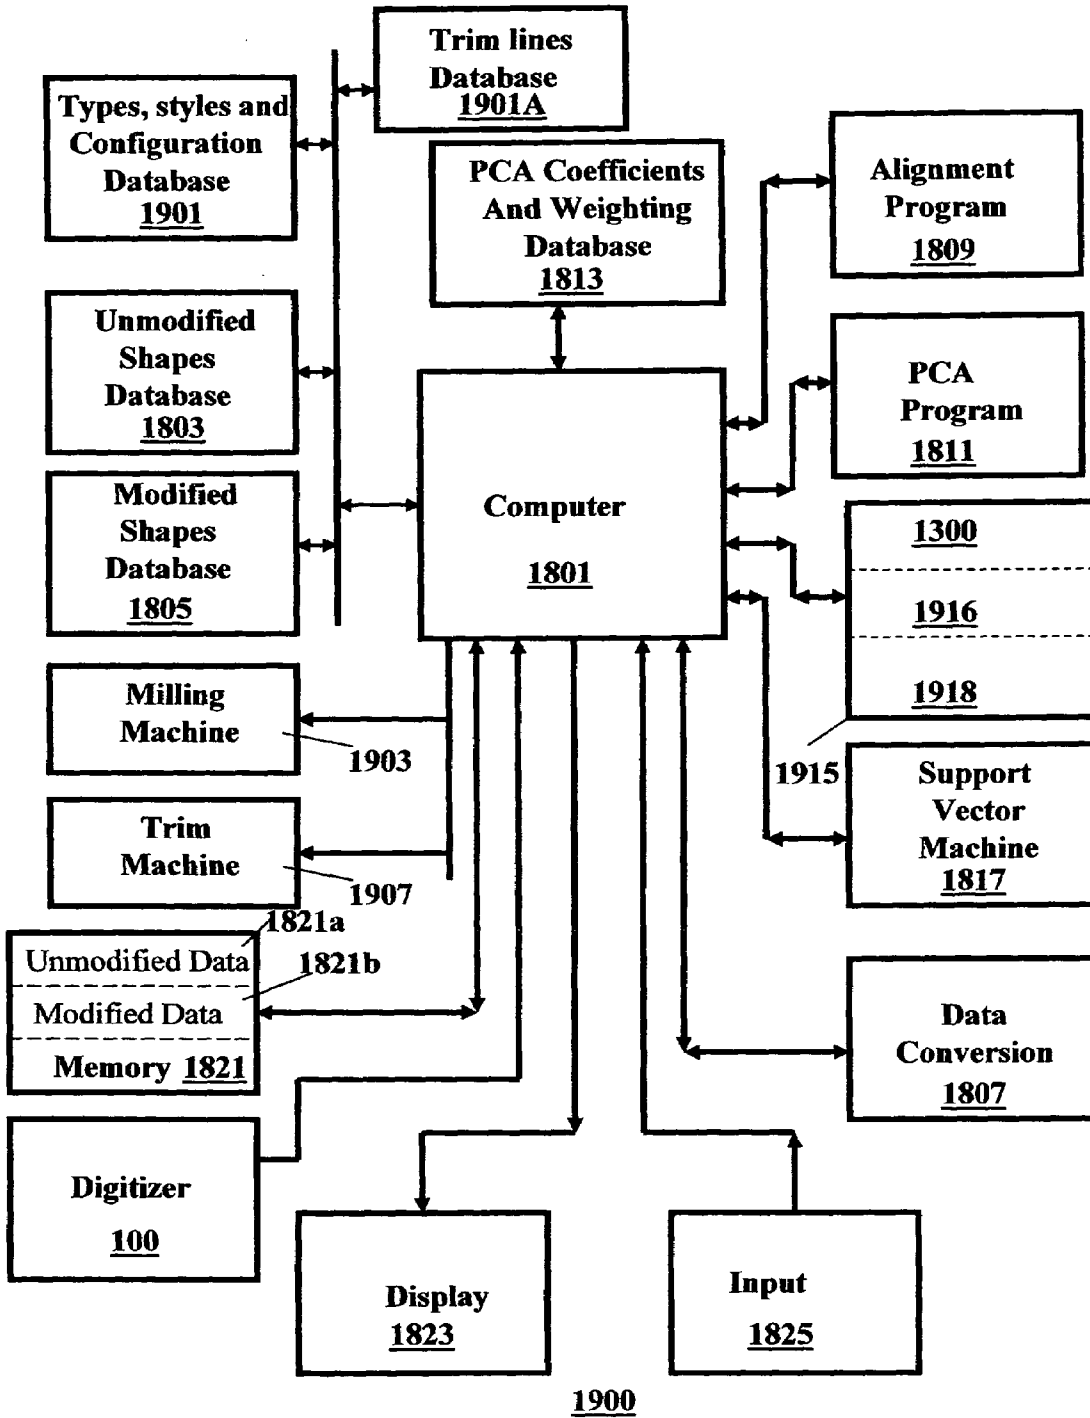 Trim lines
Database
1901A
Types, styles and
Configuration
Database
1901
PCA Coefficients
And Weighting
Database
1813
Alignment
Program
1809
Unmodified
Shapes
Database
1803
PCA
Program
1811
Modified
Shapes
Database
1805
Computer
1801
1300
1916
1918
1915
Milling
Machine
1903
Trim
Machine
1907
Support
Vector
Machine
1817
1821a
Unmodified Data
1821b
Modified Data
Memory 1821
Data
Conversion
1807
Digitizer
100
Display
1823
Input
1825
1900